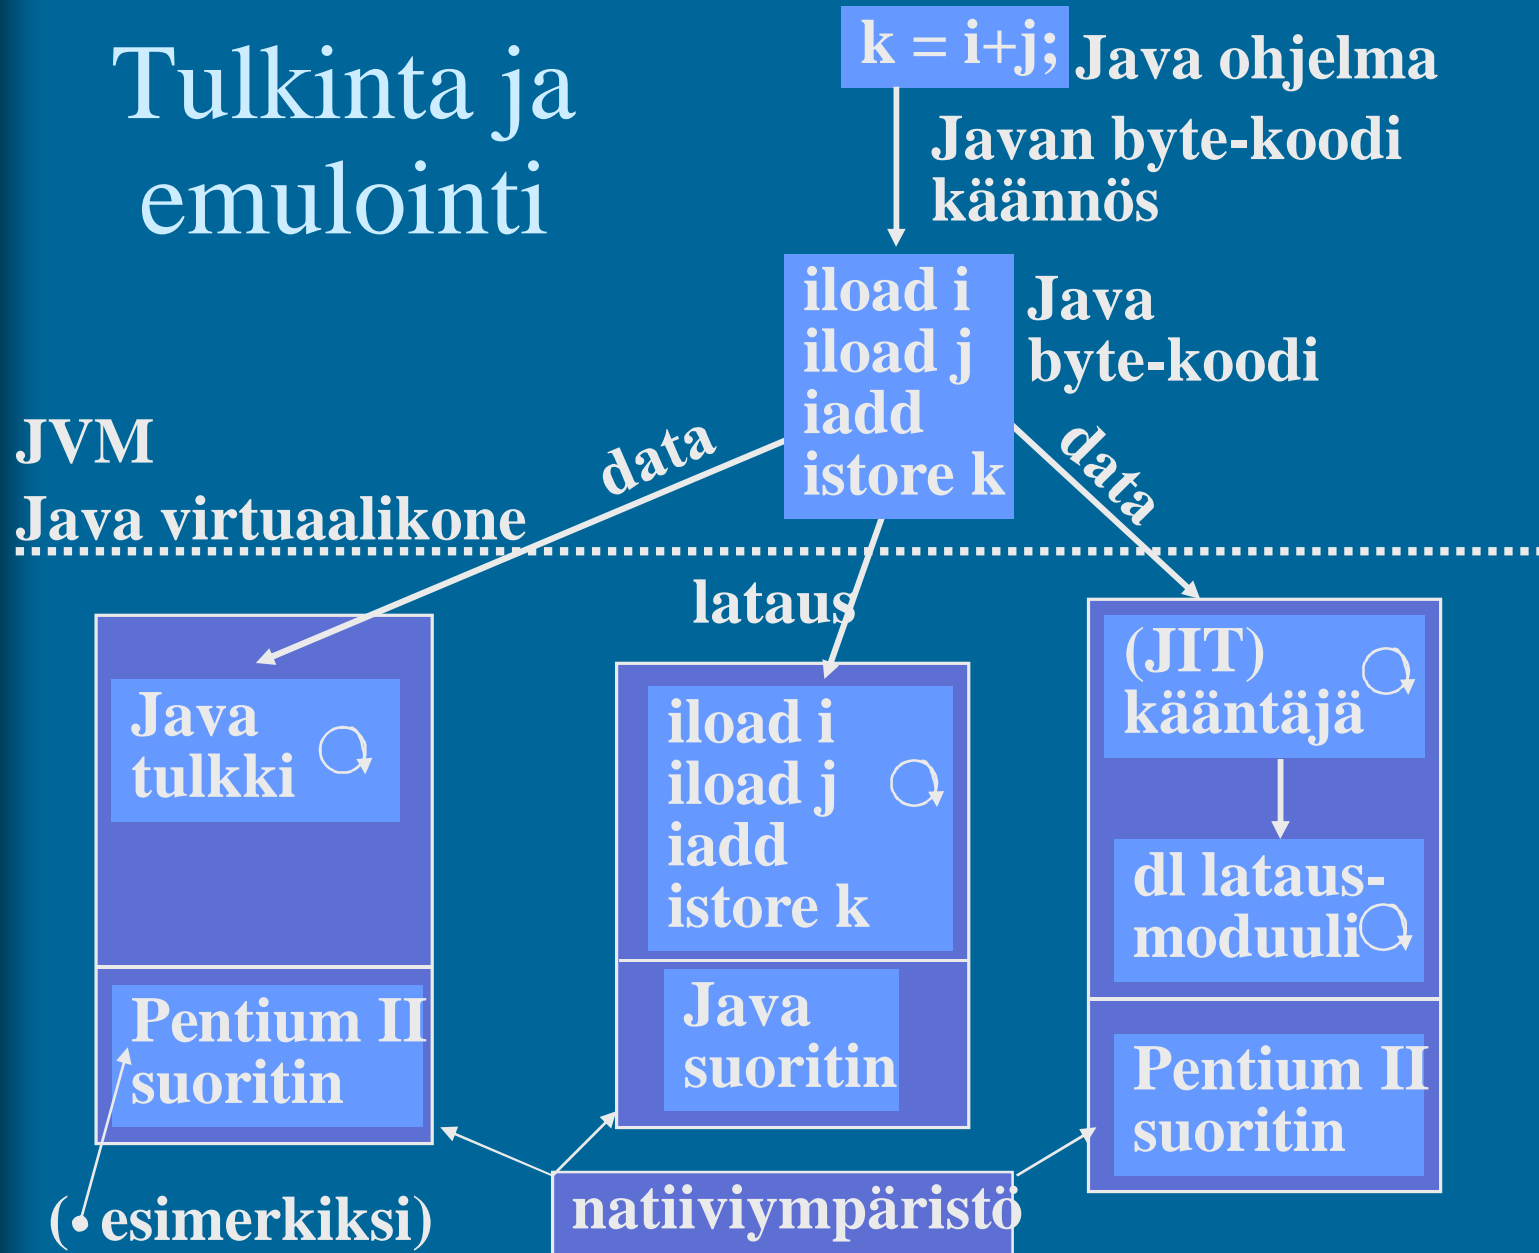 Tulkinta ja
emulointi
k = i+j;
Java ohjelma
Javan byte-koodi
käännös
iload i
iload j
iadd
istore k
Java
byte-koodi
JVM
Java virtuaalikone
data
data
lataus
Java
tulkki
Pentium II
suoritin
(• esimerkiksi)
iload i
iload j
iadd
istore k
Java
suoritin
natiiviympäristö
(JIT)
kääntäjä
dl lataus-
moduuli
Pentium II
suoritin